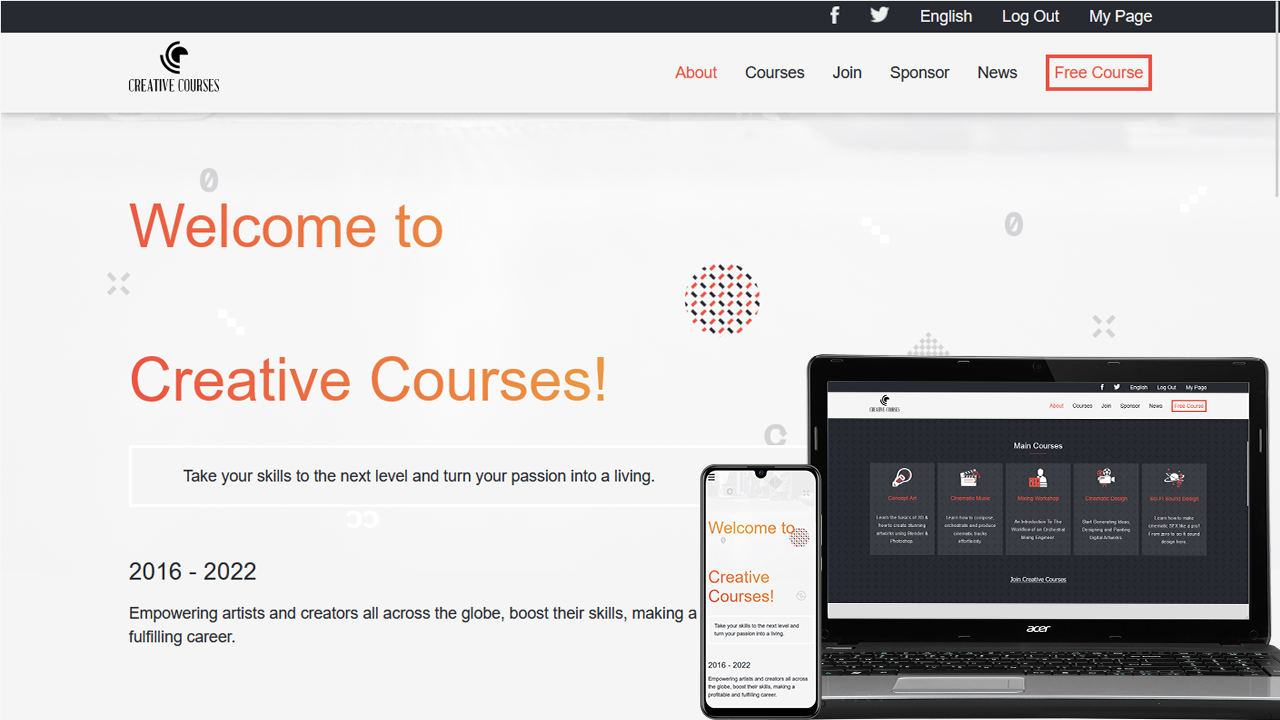 English Log Out My Page
CREATIVE COURSES
About Courses Join Sponsor News Free Course
Welcome to
Creative Courses!
Take your skills to the next level and turn your passion into a living.
2016 - 2022
Empowering artists and creators all across the globe, boost their skills, making a
fulfilling career.
Welcome to
Creative
Courses!
Take your skills to the next level and
turn your passion into a living.
2016 - 2022
Empowering artists and creators all across
the globe, boost their skills, making a
profitable and fulfilling career.
English Log Out My Page
CREATIVE COURSES
About Courses Join Sponsor News Free Course
Main Courses
Concept Art
Learn the basics of 3D &
how to create stunning
artworks using Blender &
Photoshop.
Cinematic Music
Learn how to compose,
orchestrate and produce
cinematic tracks
effortlessly.
Mixing Workshop
An Introduction To The
Workflow of an Orchestral
Mixing Engineer.
Cinematic Design
Start Generating Ideas,
Designing and Painting
Digital Artworks.
Sci-Fi Sound Design
Learn how to make
cinematic SFX like a pro!
From zero to sci-fi sound
design hero.
Join Creative Courses
acer